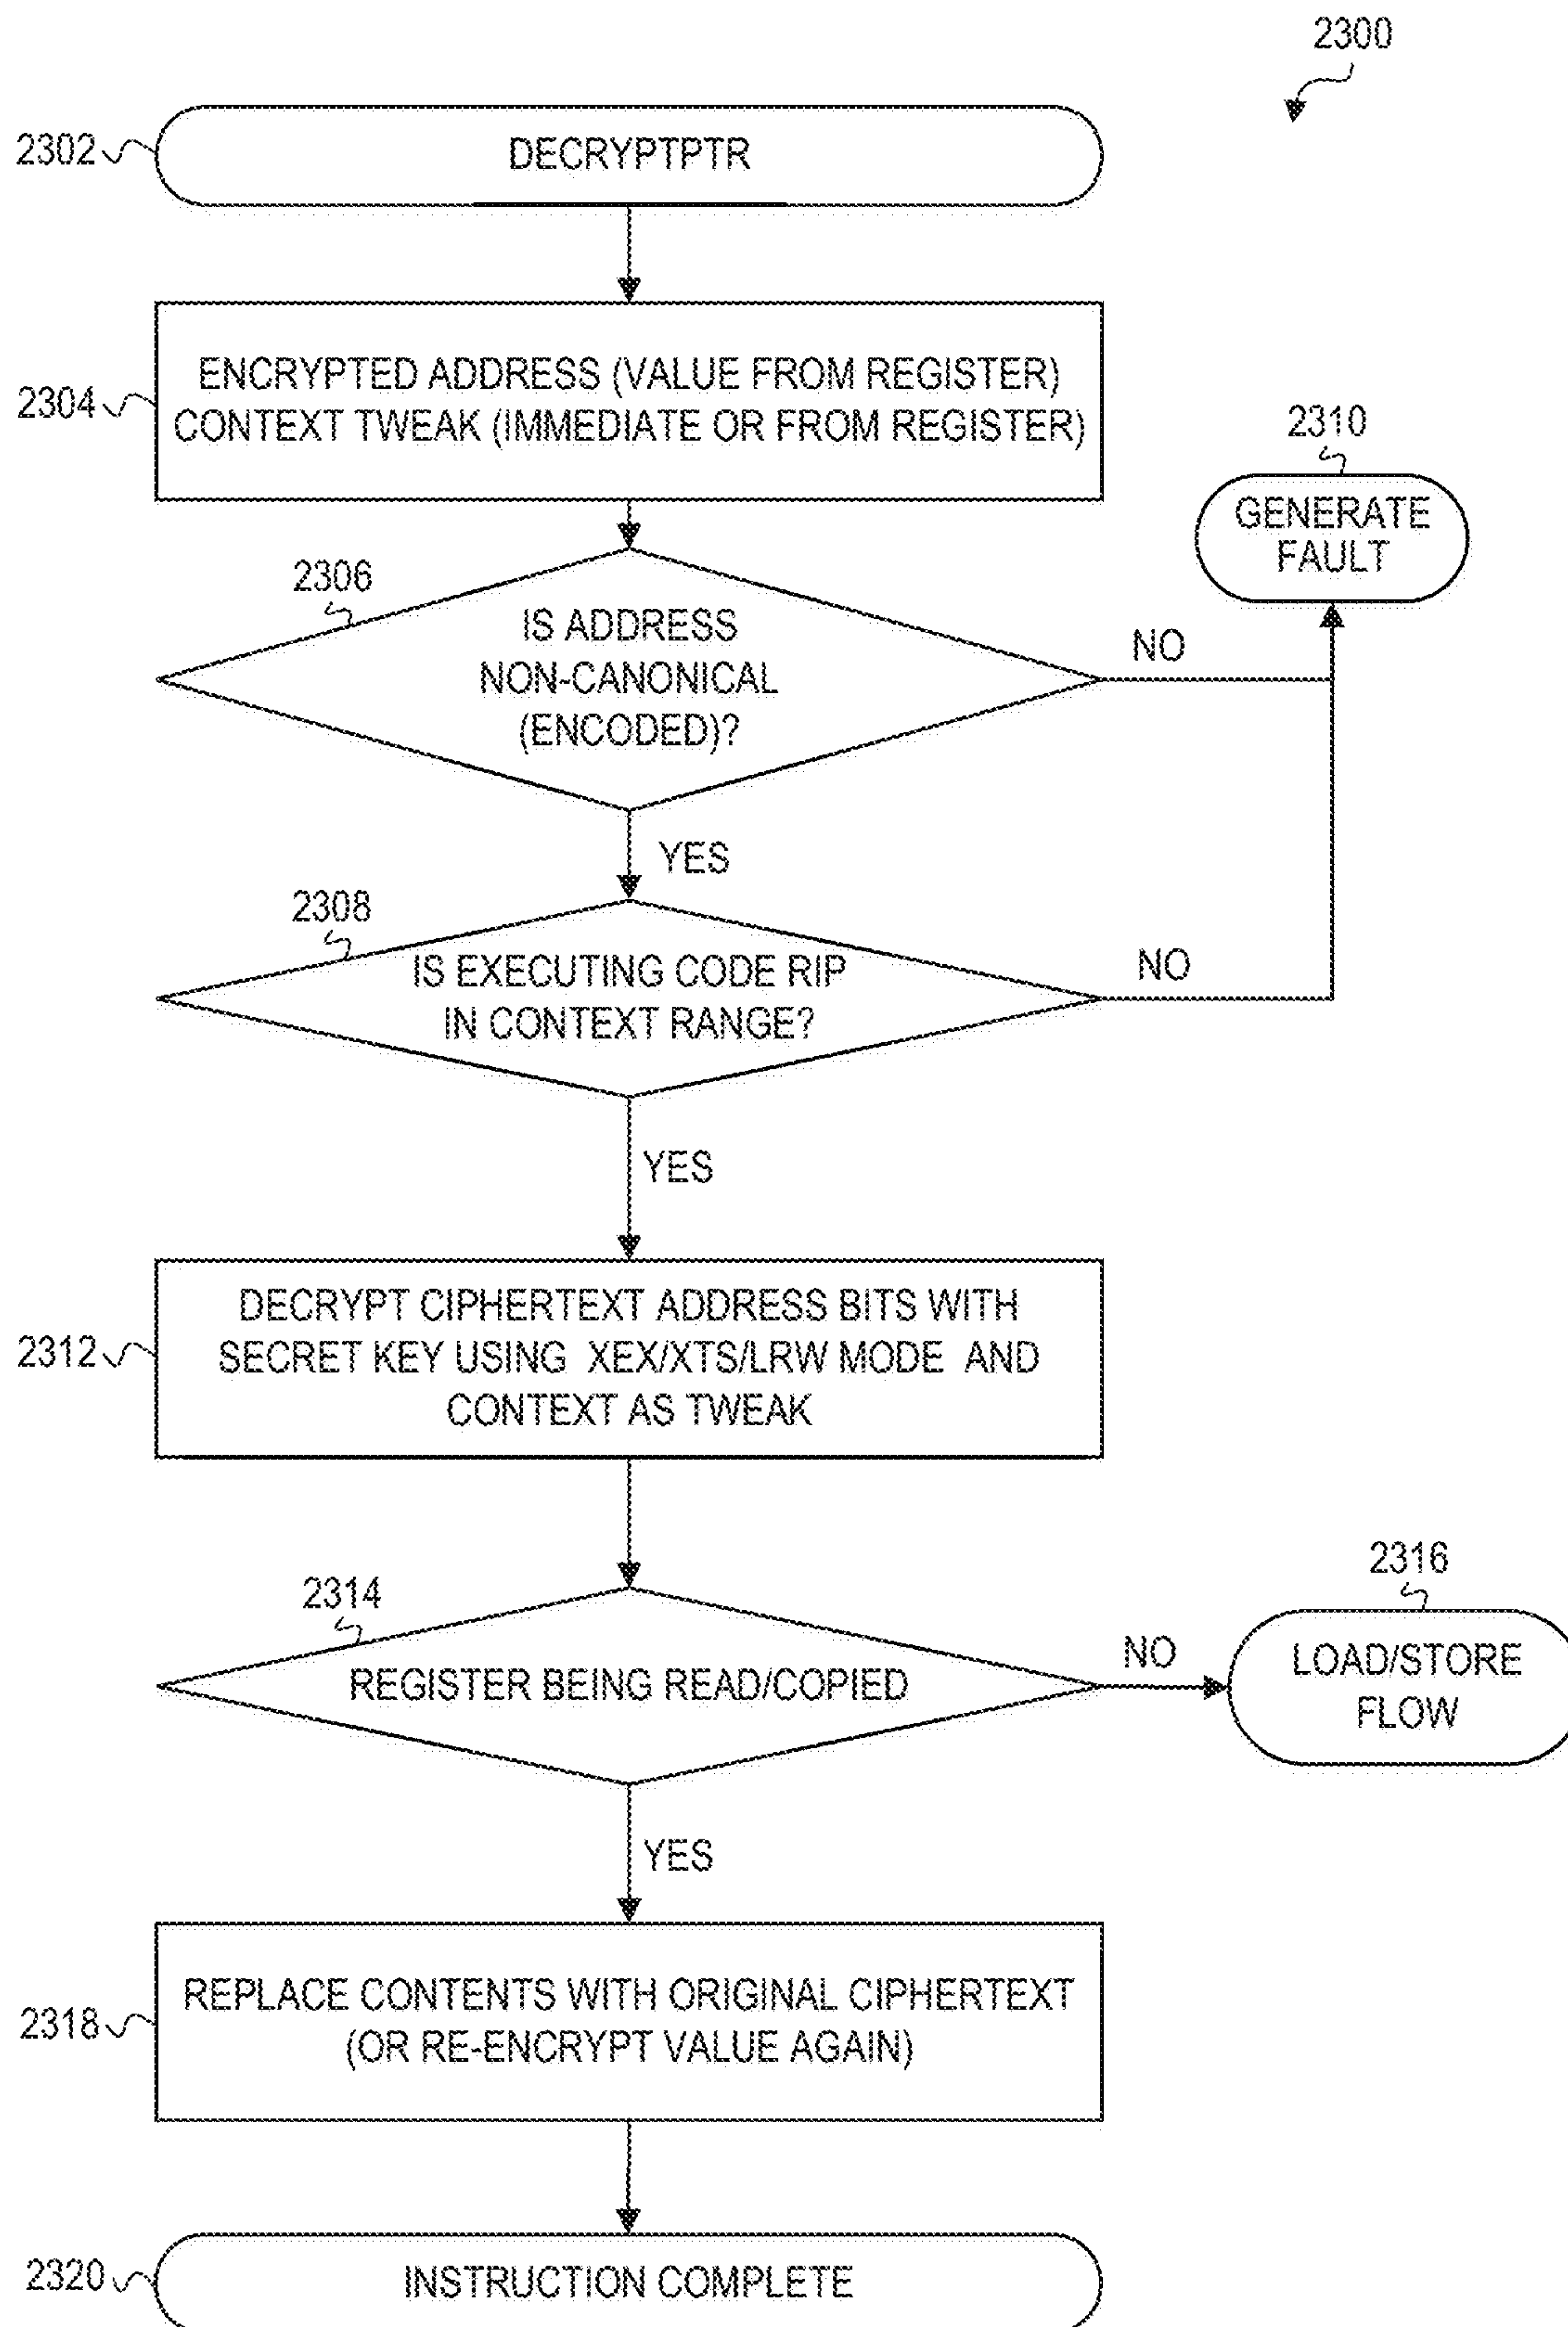 2300
2302
DECRYPTPTR
2304
ENCRYPTED ADDRESS (VALUE FROM REGISTER)
CONTEXT TWEAK (IMMEDIATE OR FROM REGISTER)
2306
IS ADDRESS
NON-CANONICAL
(ENCODED)?
NO
2310
GENERATE
FAULT
YES
2308
IS EXECUTING CODE RIP
IN CONTEXT RANGE?
NO
YES
2312
DECRYPT CIPHERTEXT ADDRESS BITS WITH
SECRET KEY USING XEX/XTS/LRW MODE AND
CONTEXT AS TWEAK
2314
REGISTER BEING READ/COPIED
NO
2316
LOAD/STORE
FLOW
YES
2318
REPLACE CONTENTS WITH ORIGINAL CIPHERTEXT
(OR RE-ENCRYPT VALUE AGAIN)
2320
INSTRUCTION COMPLETE